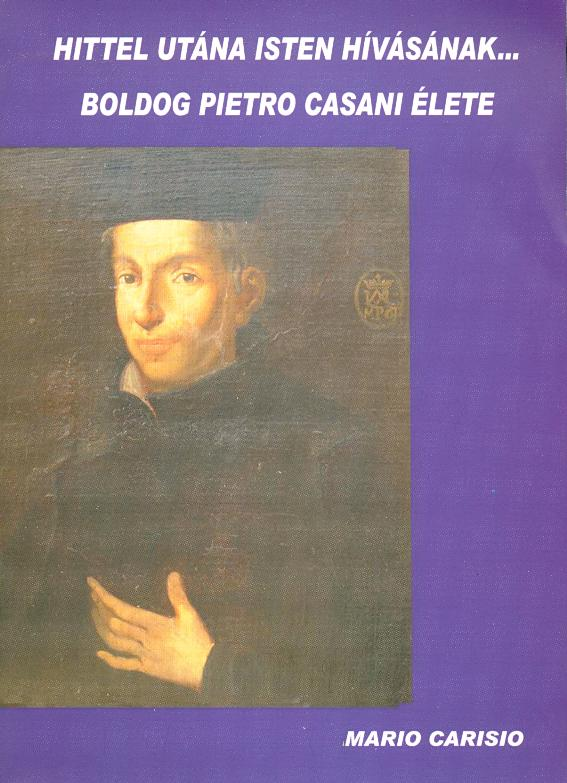 HITTEL UTÁNA ISTEN HÍVÁSÁNAK...
BOLDOG PIETRO CASANI ÉLETE
MARIO CARISIO